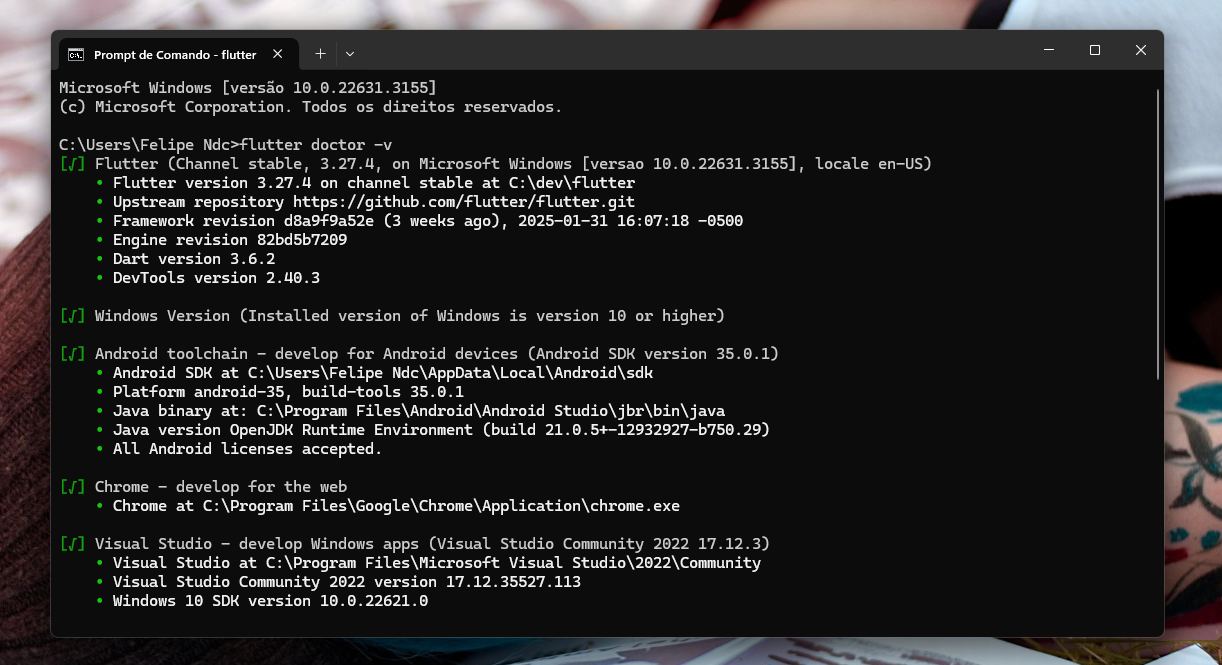 Prompt de Comando - flutter
Microsoft Windows [versão 10.0.22631.3155]
(c) Microsoft Corporation. Todos os direitos reservados.
C:\Users\Felipe Ndc>flutter doctor -v
[√] Flutter (Channel stable, 3.27.4, on Microsoft Windows [versao 10.0.22631.3155], locale en-US)
• Flutter version 3.27.4 on channel stable at C:\dev\flutter
• Upstream repository https://github.com/flutter/flutter.git
• Framework revision d8a9f9a52e (3 weeks ago), 2025-01-31 16:07:18 -0500
• Engine revision 82bd5b7209
• Dart version 3.6.2
• DevTools version 2.40.3
[√] Windows Version (Installed version of Windows is version 10 or higher)
[√] Android toolchain - develop for Android devices (Android SDK version 35.0.1)
• Android SDK at C:\Users\Felipe Ndc\AppData\Local\Android\sdk
• Platform android-35, build-tools 35.0.1
• Java binary at: C:\Program Files\Android\Android Studio\jbr\bin\java
• Java version OpenJDK Runtime Environment (build 21.0.5+-12932927-b750.29)
• All Android licenses accepted.
[√] Chrome - develop for the web
• Chrome at C:\Program Files\Google\Chrome\Application\chrome.exe
[√] Visual Studio - develop Windows apps (Visual Studio Community 2022 17.12.3)
• Visual Studio at C:\Program Files\Microsoft Visual Studio\2022\Community
• Visual Studio Community 2022 version 17.12.35527.113
• Windows 10 SDK version 10.0.22621.0